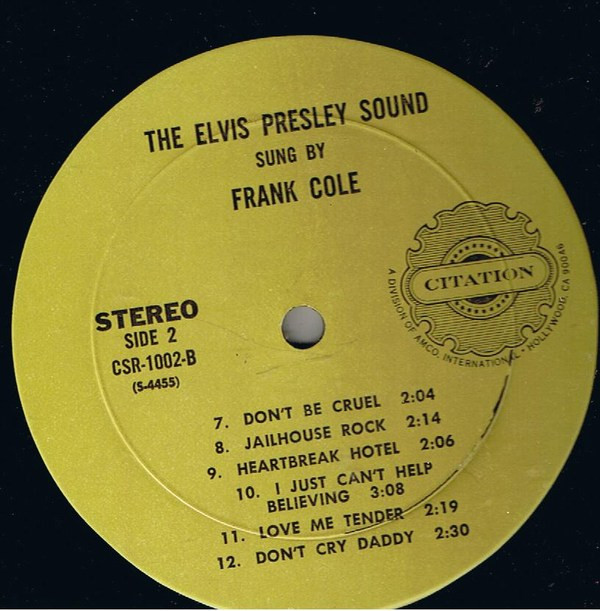 THE ELVIS PRESLEY SOUND
SUNG BY
FRANK COLE
CITATION
A DIVISION OF AMCO INTERNATIONAL • HOLLYWOOD, CA 90046
STEREO
SIDE 2
CSR-1002-B
(S-4455)
7. DON'T BE CRUEL 2:04
8. JAILHOUSE ROCK 2:14
9. HEARTBREAK HOTEL 2:06
10. I JUST CAN'T HELP
BELIEVING 3:08
11. LOVE ME TENDER 2:19
12. DON'T CRY DADDY 2:30